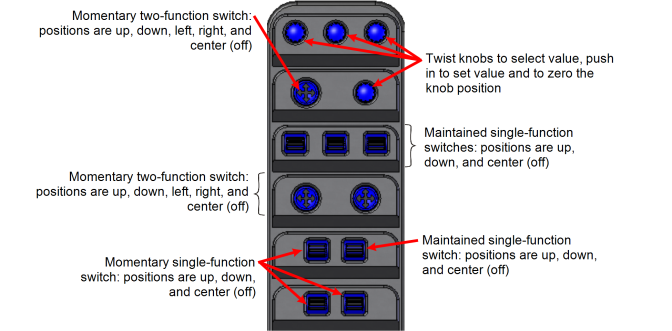 Momentary two-function switch:
positions are up, down, left, right, and
center (off)
Twist knobs to select value, push
in to set value and to zero the
knob position
Maintained single-function
switches: positions are up,
down, and center (off)
Momentary two-function switch:
positions are up, down, left, right, and
center (off)
Maintained single-function
switch: positions are up, down,
and center (off)
Momentary single-function
switch: positions are up, down,
and center (off)